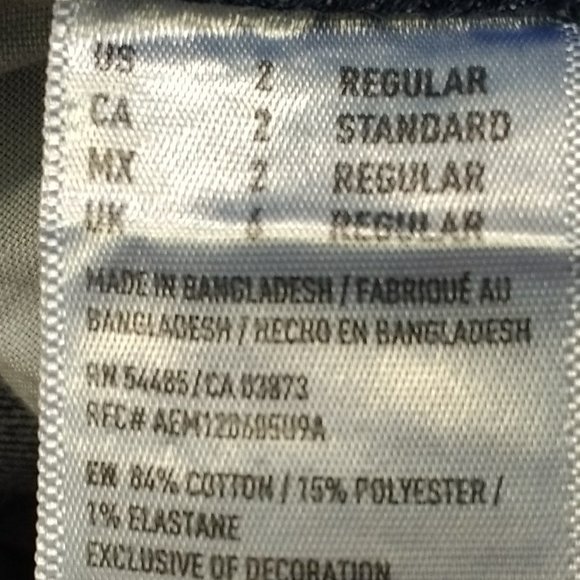 US 2 REGULAR
CA 2 STANDARD
MX 2 REGULAR
UK 6 REGULAR
MADE IN BANGLADESH / FABRIQUÉ AU
BANGLADESH / HECHO EN BANGLADESH
RN 54485 / CA 03873
RFC# AEM120605U9A
EN 84% COTTON / 15% POLYESTER /
1% ELASTANE
EXCLUSIVE OF DECORATION